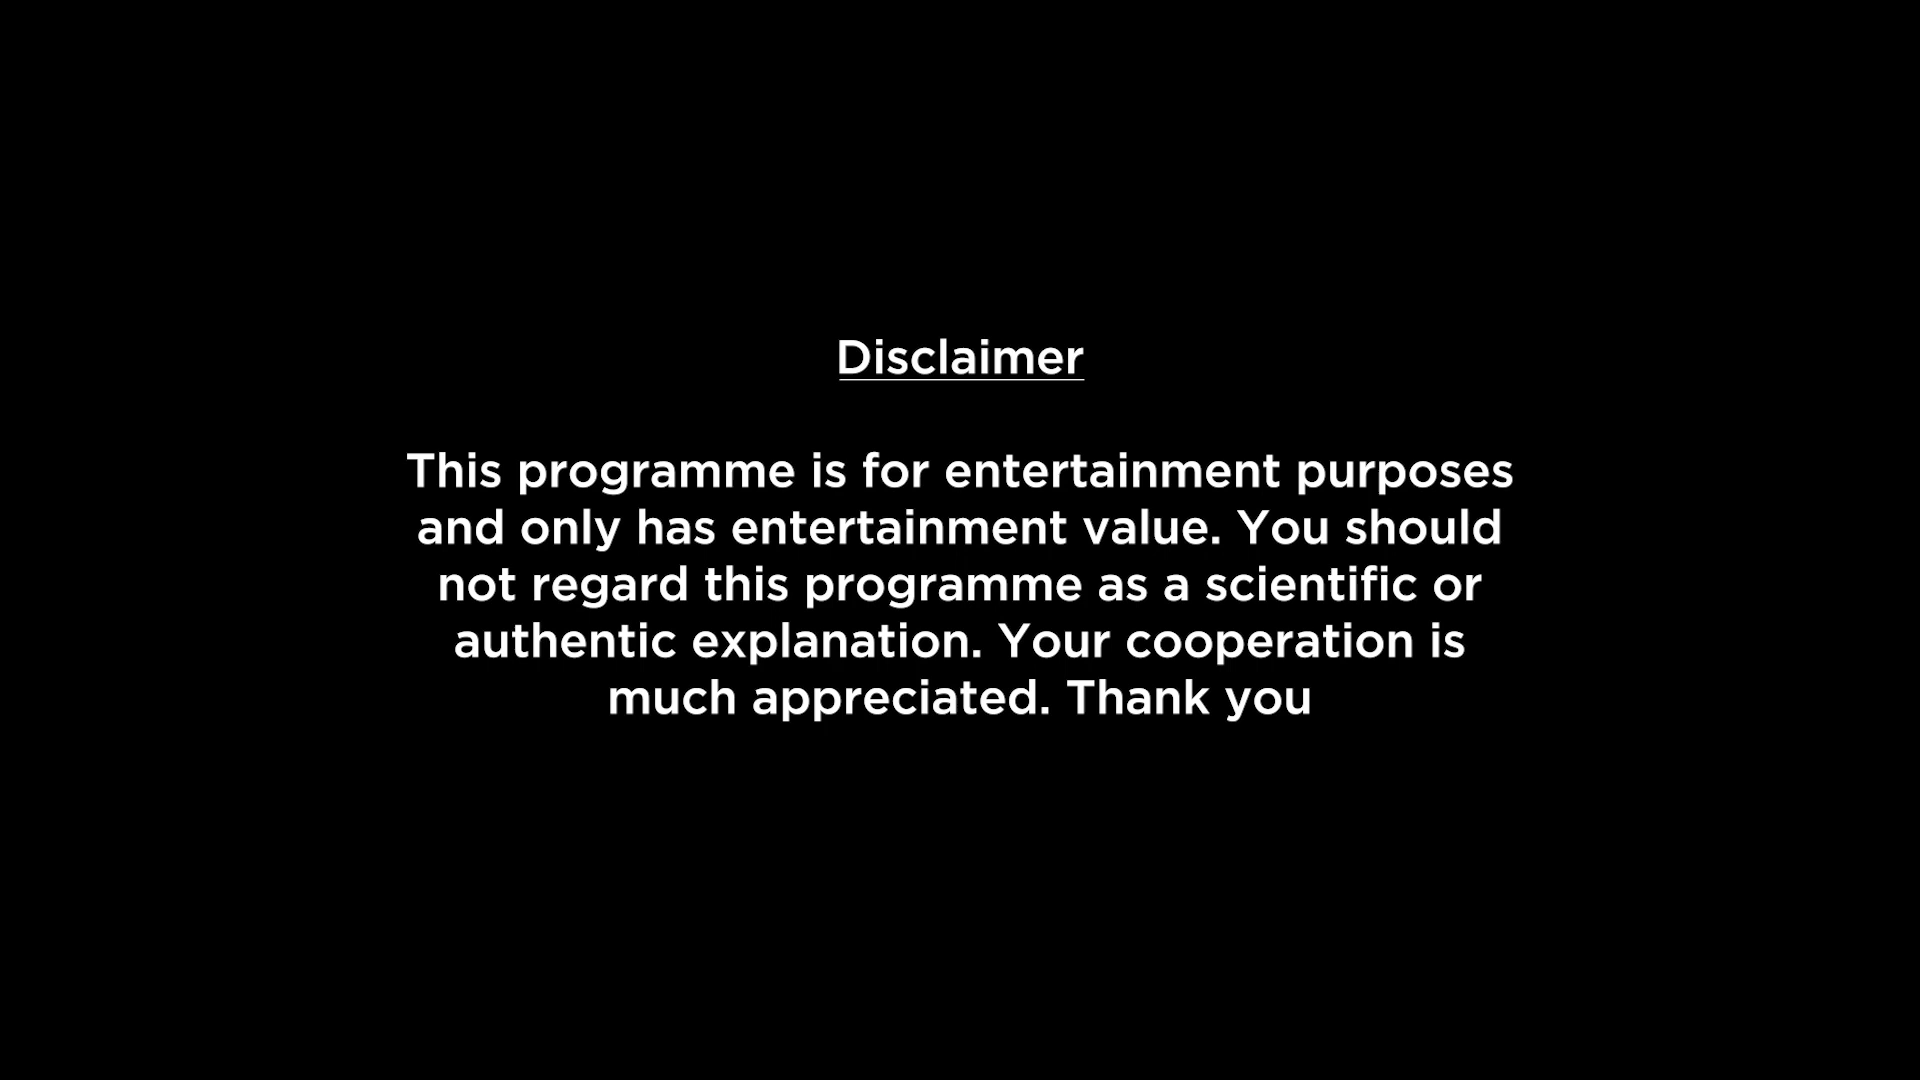 Disclaimer
This programme is for entertainment purposes
and only has entertainment value. You should
not regard this programme as a scientific or
authentic explanation. Your cooperation is
much appreciated. Thank you